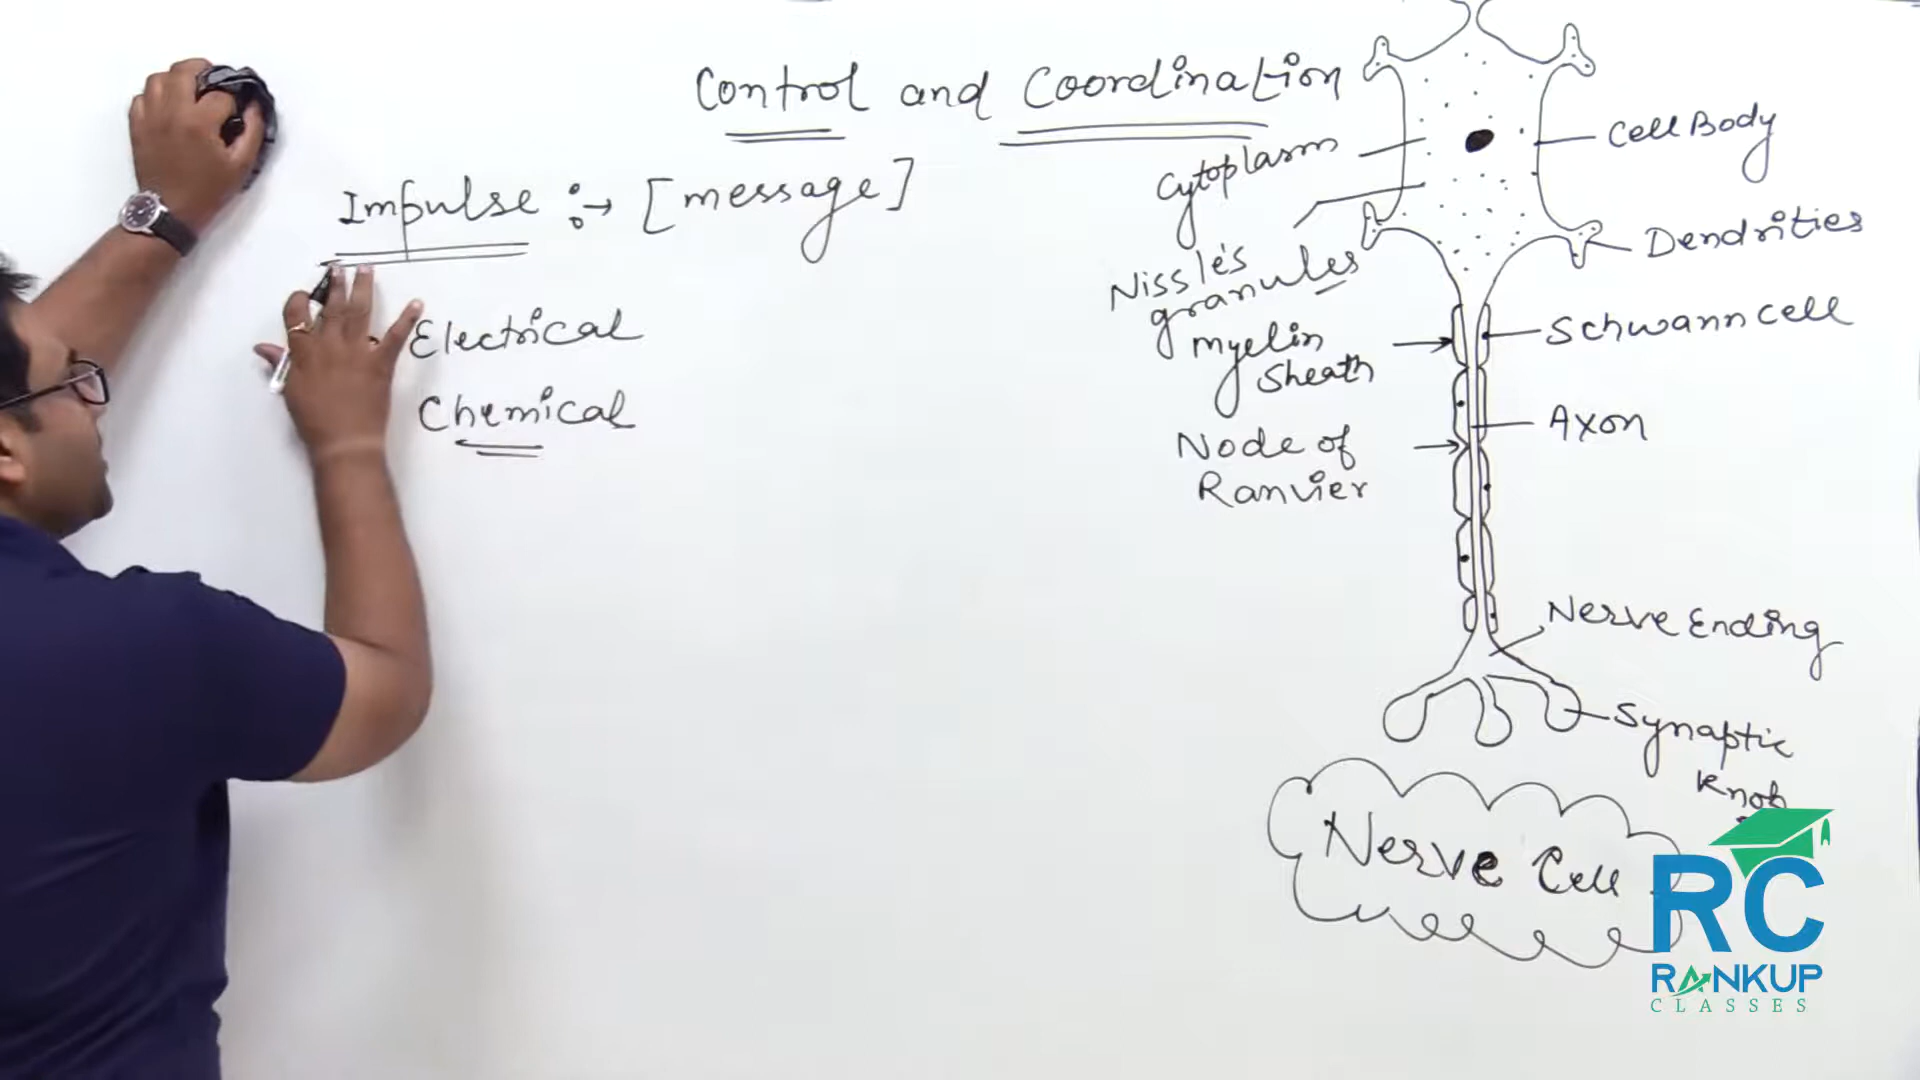 Control and Coordination
Impulse :→ [message]
Electrical
Chemical
Cytoplasm
Nissle's
granules
Myelin
Sheath
Node of
Ranvier
Cell Body
Dendrities
Schwann cell
Axon
Nerve Ending
Synaptic
Knob
Nerve Cell
RC
RANKUP
CLASSES